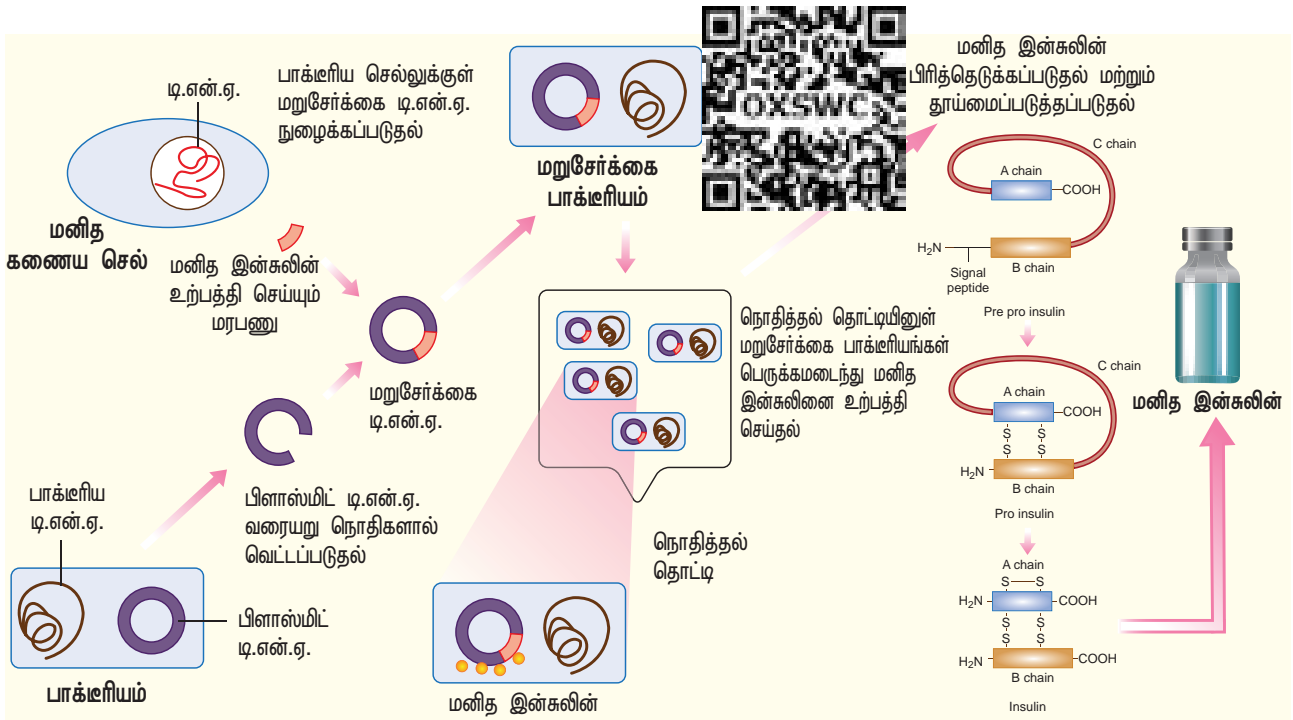 டி.என்.ஏ.
மனித
கணைய செல்
பாக்டீரிய செல்லுக்குள்
மறுசேர்க்கை டி.என்.ஏ.
நுழைக்கப்படுதல்
மனித இன்சுலின்
உற்பத்தி செய்யும்
மரபணு
மறுசேர்க்கை
டி.என்.ஏ.
பிளாஸ்மிட் டி.என்.ஏ.
வரையறு நொதிகளால்
வெட்டப்படுதல்
பாக்டீரிய
டி.என்.ஏ.
பிளாஸ்மிட்
டி.என்.ஏ.
பாக்டீரியம்
மறுசேர்க்கை
பாக்டீரியம்
OXSWC
நொதித்தல் தொட்டியினுள்
மறுசேர்க்கை பாக்டீரியங்கள்
பெருக்கமடைந்து மனித
இன்சுலினை உற்பத்தி
செய்தல்
நொதித்தல்
தொட்டி
மனித இன்சுலின்
மனித இன்சுலின்
பிரித்தெடுக்கப்படுதல் மற்றும்
தூய்மைப்படுத்தப்படுதல்
C chain
A chain
COOH
H₂N
B chain
Signal
peptide
Pre pro insulin
C chain
A chain
COOH
S S
S S
H₂N
B chain
Pro insulin
A chain
S S
H₂N COOH
S S
S S
H₂N COOH
B chain
Insulin
மனித இன்சுலின்